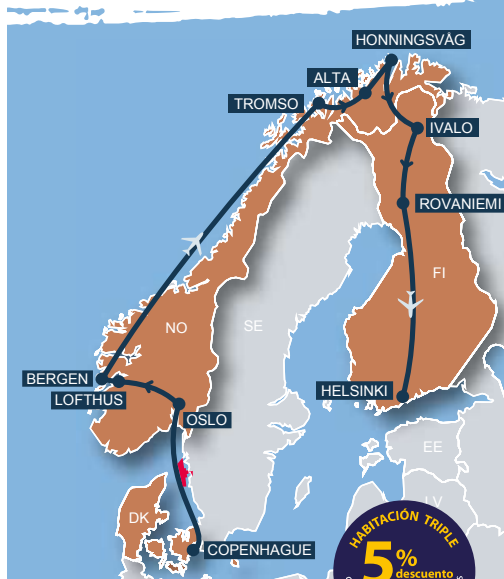 HONNINGSVÅG
ALTA
TROMSO
IVALO
ROVANIEMI
FI
NO
SE
BERGEN
LOFTHUS
HELSINKI
OSLO
EE
LV
DK
COPENHAGUE
HABITACIÓN TRIPLE
5%
descuento